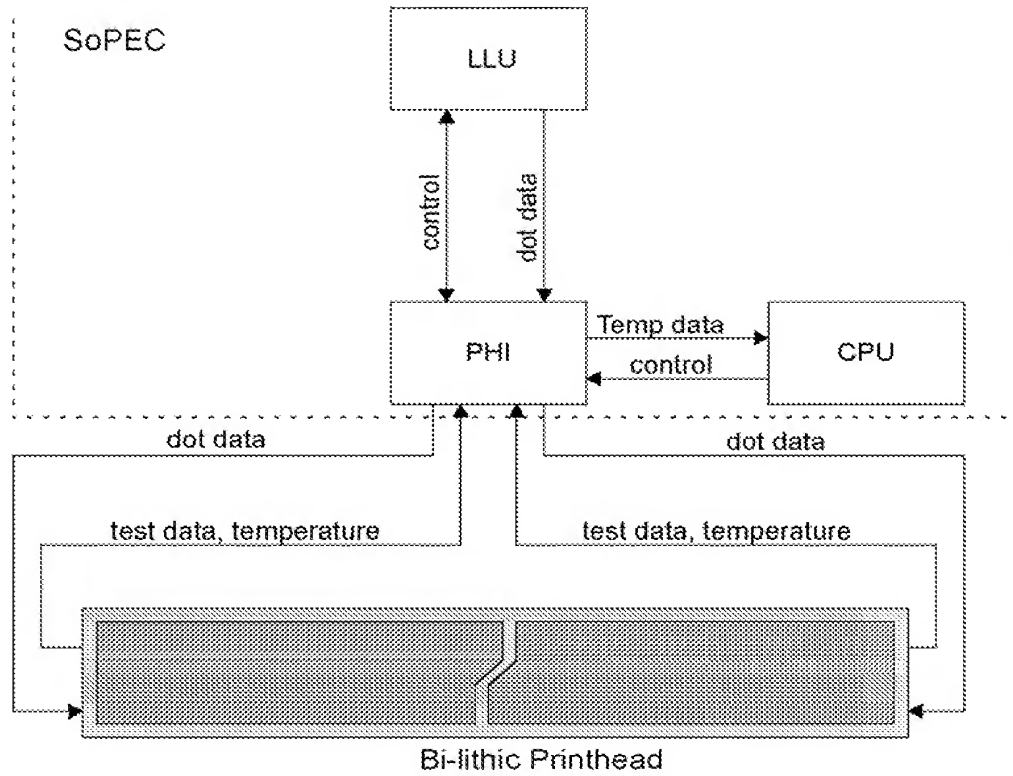 SoPEC
LLU
control
dot data
PHI
Temp data
control
CPU
dot data
dot data
test data, temperature
test data, temperature
Bi-lithic Printhead